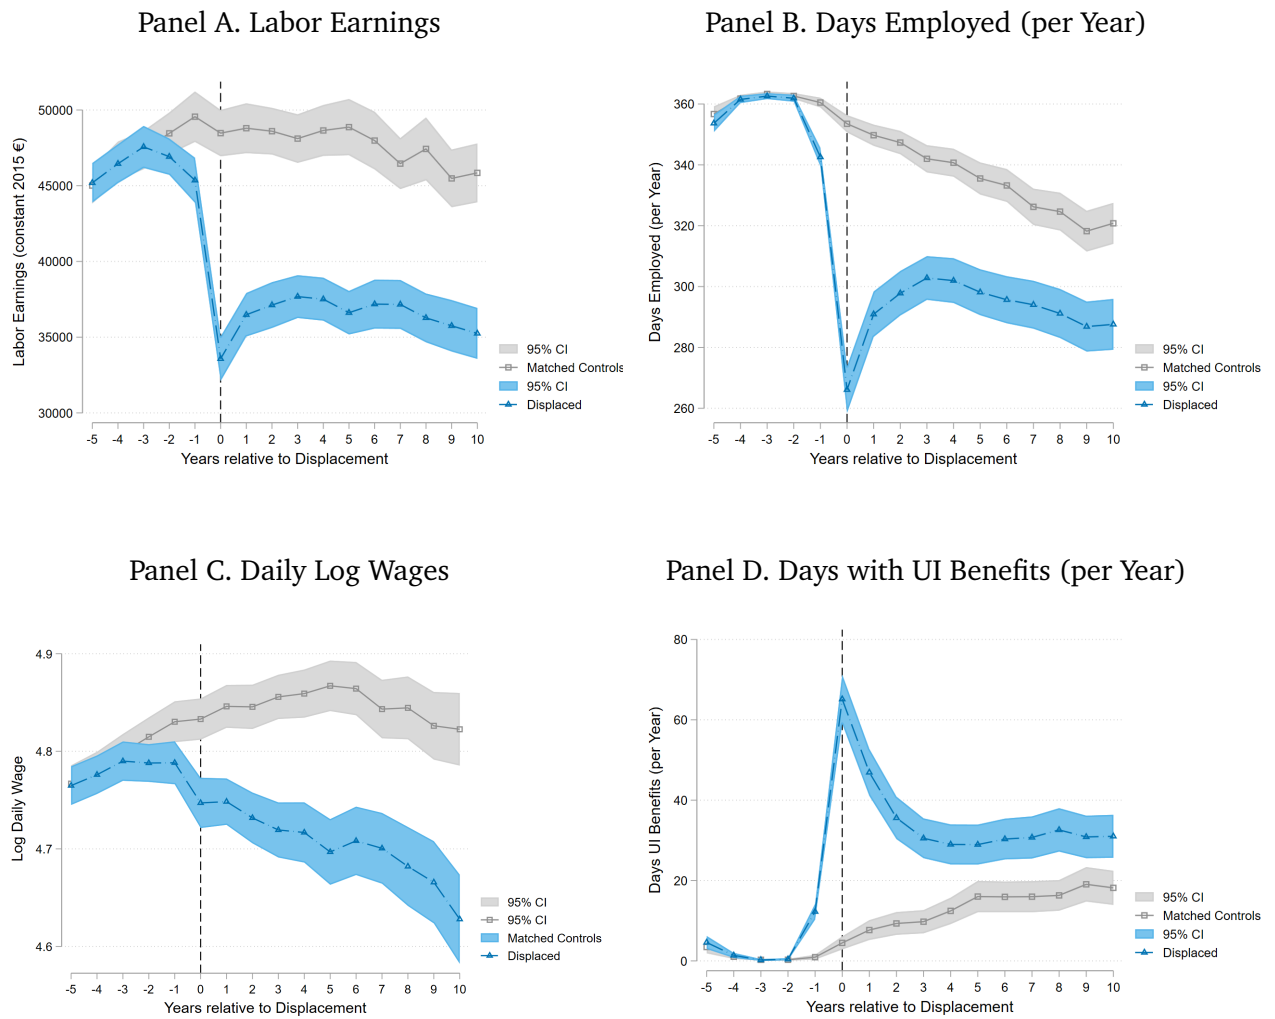 Panel A. Labor Earnings
Labor Earnings (constant 2015 €)
50000
45000
40000
35000
30000
-5 -4 -3 -2 -1 0 1 2 3 4 5 6 7 8 9 10
Years relative to Displacement
95% CI
Matched Controls
95% CI
Displaced
Panel B. Days Employed (per Year)
Days Employed (per Year)
360
340
320
300
280
260
-5 -4 -3 -2 -1 0 1 2 3 4 5 6 7 8 9 10
Years relative to Displacement
95% CI
Matched Controls
95% CI
Displaced
Panel C. Daily Log Wages
Log Daily Wage
4.9
4.8
4.7
4.6
-5 -4 -3 -2 -1 0 1 2 3 4 5 6 7 8 9 10
Years relative to Displacement
95% CI
95% CI
Matched Controls
Displaced
Panel D. Days with UI Benefits (per Year)
Days UI Benefits (per Year)
80
60
40
20
0
-5 -4 -3 -2 -1 0 1 2 3 4 5 6 7 8 9 10
Years relative to Displacement
95% CI
Matched Controls
95% CI
Displaced